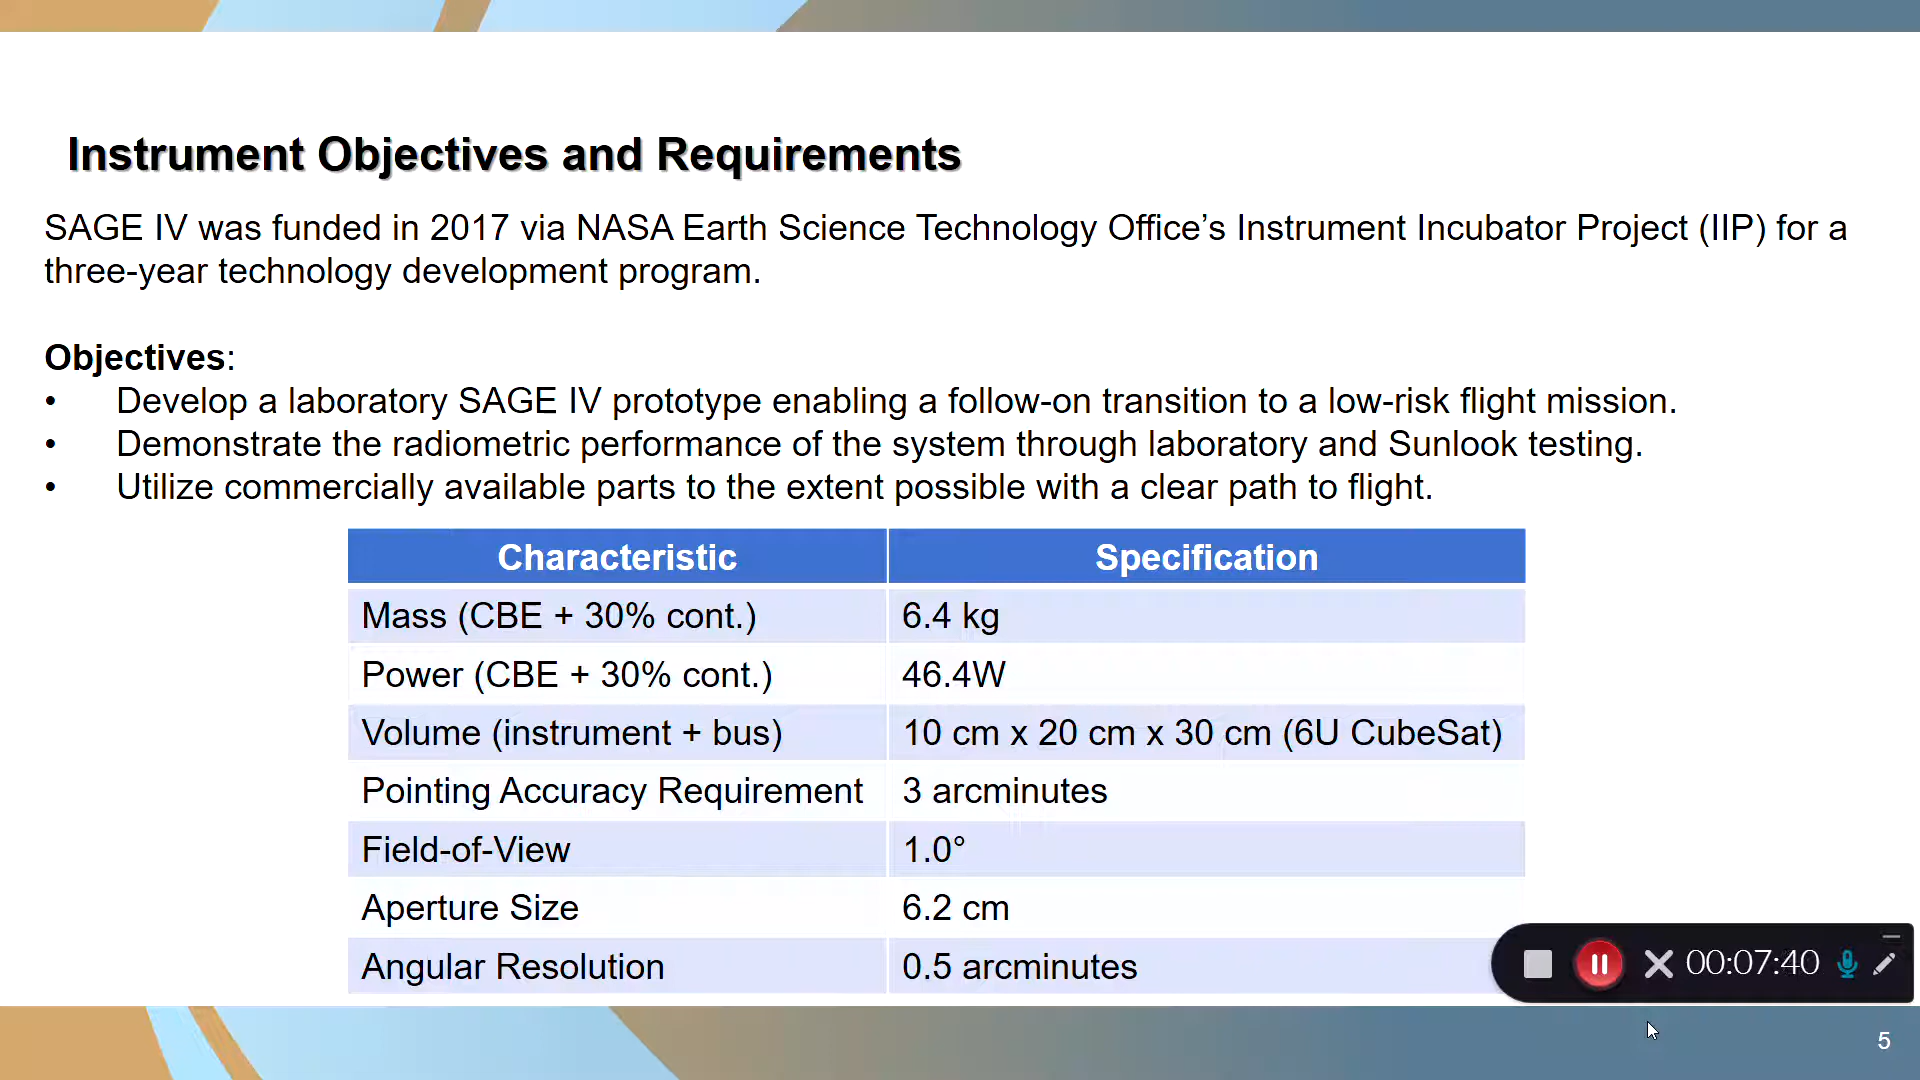 Instrument Objectives and Requirements
SAGE IV was funded in 2017 via NASA Earth Science Technology Office’s Instrument Incubator Project (IIP) for a
three-year technology development program.
Objectives:
• Develop a laboratory SAGE IV prototype enabling a follow-on transition to a low-risk flight mission.
• Demonstrate the radiometric performance of the system through laboratory and Sunlook testing.
• Utilize commercially available parts to the extent possible with a clear path to flight.
Characteristic Specification
Mass (CBE + 30% cont.) 6.4 kg
Power (CBE + 30% cont.) 46.4W
Volume (instrument + bus) 10 cm x 20 cm x 30 cm (6U CubeSat)
Pointing Accuracy Requirement 3 arcminutes
Field-of-View 1.0°
Aperture Size 6.2 cm
Angular Resolution 0.5 arcminutes
00:07:40
5